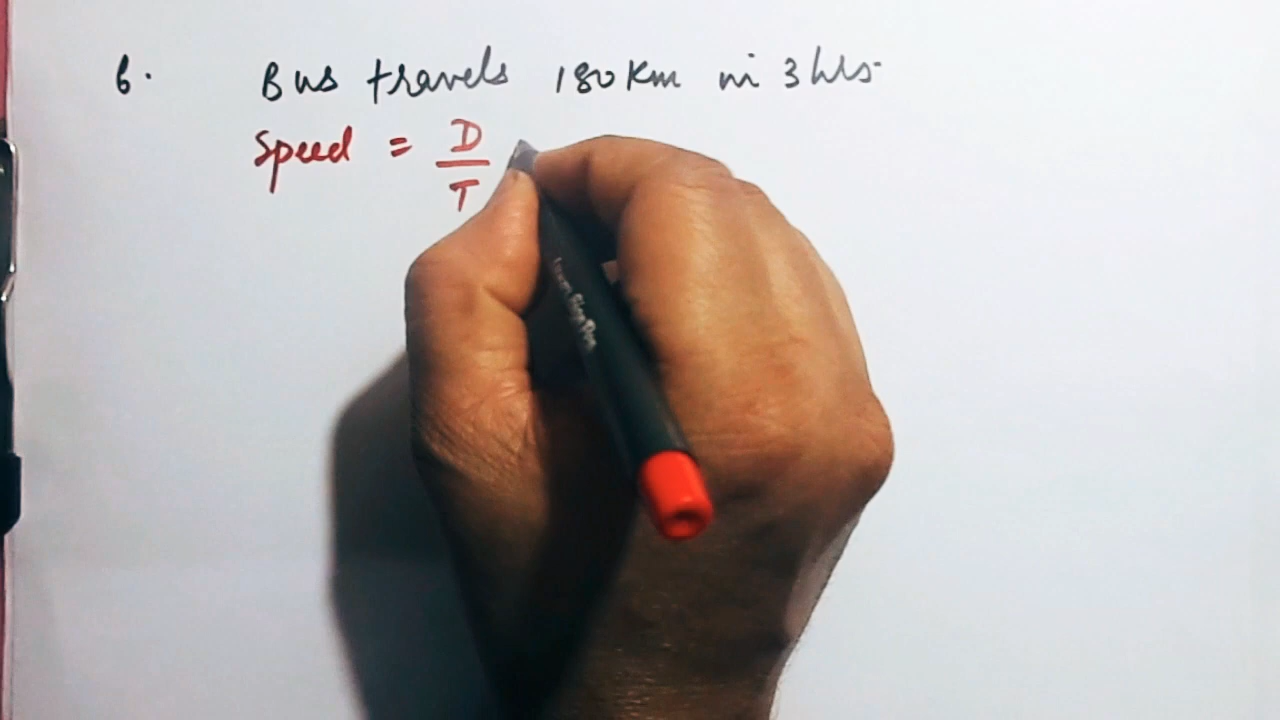 6. Bus travels 180 Km in 3 hrs.
Speed = D
T